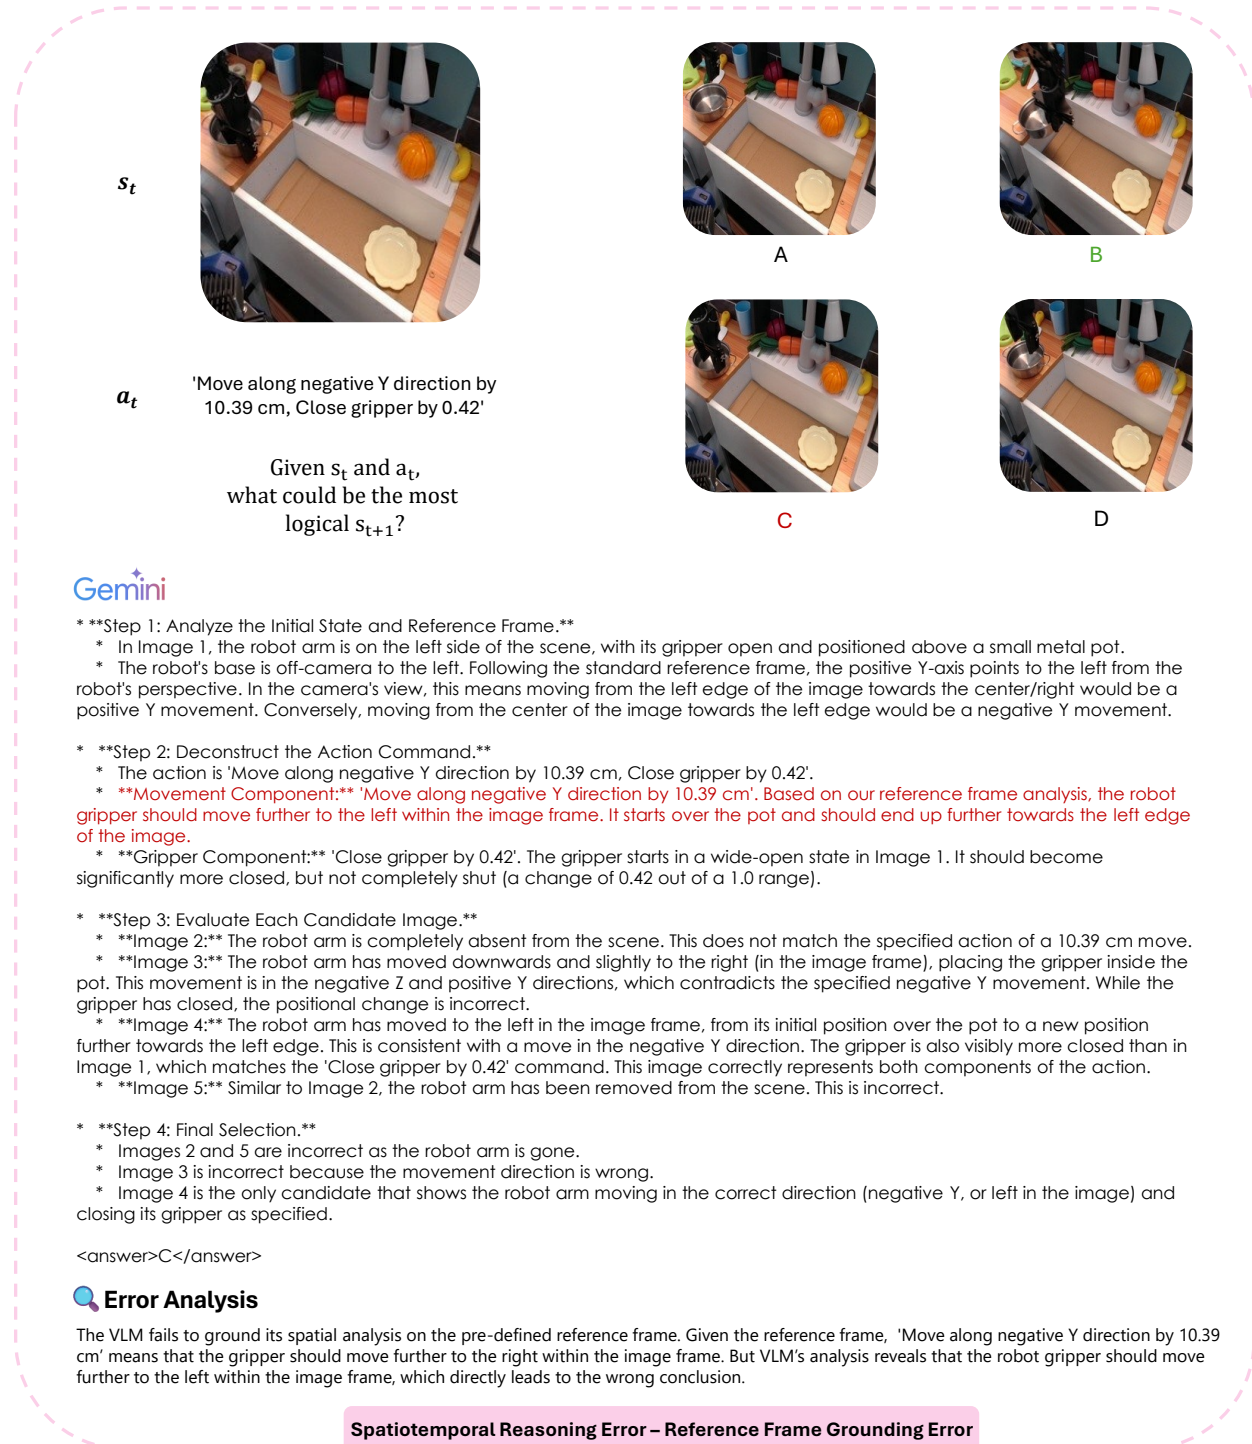 A
B
s_t
'Move along negative Y direction by
10.39 cm, Close gripper by 0.42'
a_t
Given s_t and a_t,
what could be the most
logical s_{t+1}?
C
D
Gemini
* **Step 1: Analyze the Initial State and Reference Frame.**
* In Image 1, the robot arm is on the left side of the scene, with its gripper open and positioned above a small metal pot.
* The robot's base is off-camera to the left. Following the standard reference frame, the positive Y-axis points to the left from the
robot's perspective. In the camera's view, this means moving from the left edge of the image towards the center/right would be a
positive Y movement. Conversely, moving from the center of the image towards the left edge would be a negative Y movement.
* **Step 2: Deconstruct the Action Command.**
* The action is 'Move along negative Y direction by 10.39 cm, Close gripper by 0.42'.
* **Movement Component:** 'Move along negative Y direction by 10.39 cm'. Based on our reference frame analysis, the robot
gripper should move further to the left within the image frame. It starts over the pot and should end up further towards the left edge
of the image.
* **Gripper Component:** 'Close gripper by 0.42'. The gripper starts in a wide-open state in Image 1. It should become
significantly more closed, but not completely shut (a change of 0.42 out of a 1.0 range).
* **Step 3: Evaluate Each Candidate Image.**
* **Image 2:** The robot arm is completely absent from the scene. This does not match the specified action of a 10.39 cm move.
* **Image 3:** The robot arm has moved downwards and slightly to the right (in the image frame), placing the gripper inside the
pot. This movement is in the negative Z and positive Y directions, which contradicts the specified negative Y movement. While the
gripper has closed, the positional change is incorrect.
* **Image 4:** The robot arm has moved to the left in the image frame, from its initial position over the pot to a new position
further towards the left edge. This is consistent with a move in the negative Y direction. The gripper is also visibly more closed than in
Image 1, which matches the 'Close gripper by 0.42' command. This image correctly represents both components of the action.
* **Image 5:** Similar to Image 2, the robot arm has been removed from the scene. This is incorrect.
* **Step 4: Final Selection.**
* Images 2 and 5 are incorrect as the robot arm is gone.
* Image 3 is incorrect because the movement direction is wrong.
* Image 4 is the only candidate that shows the robot arm moving in the correct direction (negative Y, or left in the image) and
closing its gripper as specified.
<answer>C</answer>
Error Analysis
The VLM fails to ground its spatial analysis on the pre-defined reference frame. Given the reference frame, 'Move along negative Y direction by 10.39
cm' means that the gripper should move further to the right within the image frame. But VLM's analysis reveals that the robot gripper should move
further to the left within the image frame, which directly leads to the wrong conclusion.
Spatiotemporal Reasoning Error – Reference Frame Grounding Error